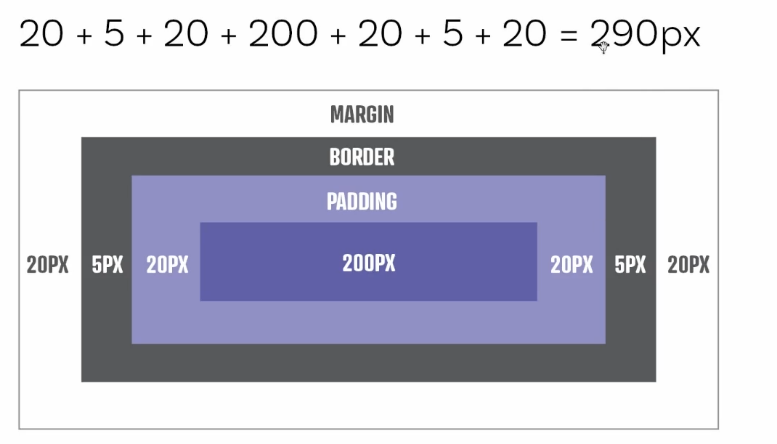 20 + 5 + 20 + 200 + 20 + 5 + 20 = 290px
MARGIN
BORDER
PADDING
20PX 5PX 20PX 200PX 20PX 5PX 20PX